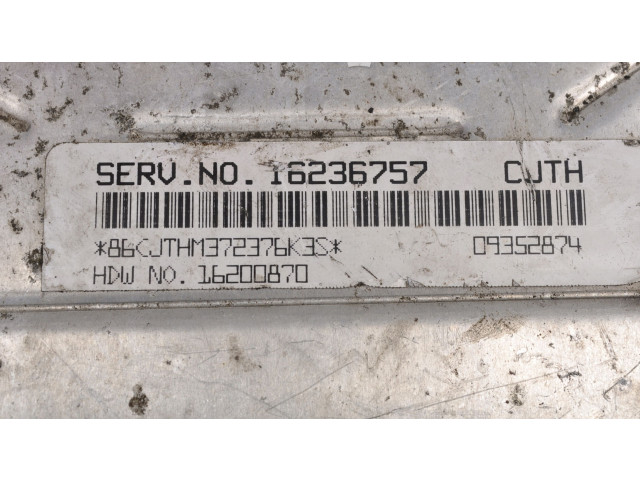 SERV.NO. 16236757 CJTH
*86CJTHM372376K3S* 09352874
HDW NO. 16200870